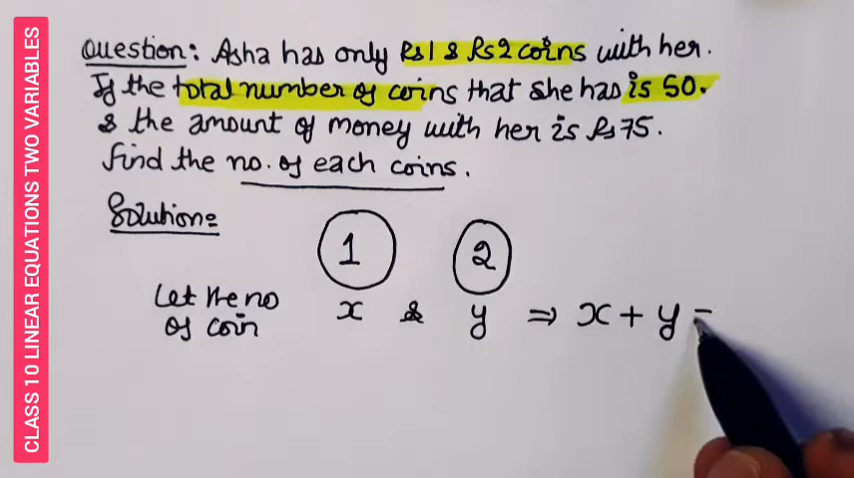 CLASS 10 LINEAR EQUATIONS TWO VARIABLES
Question: Asha has only Rs1 & Rs2 coins with her.
If the total number of coins that she has is 50.
& the amount of money with her is Rs75.
find the no. of each coins.
Solution:
1 2
Let the no
of coin
x & y ⇒ x + y =